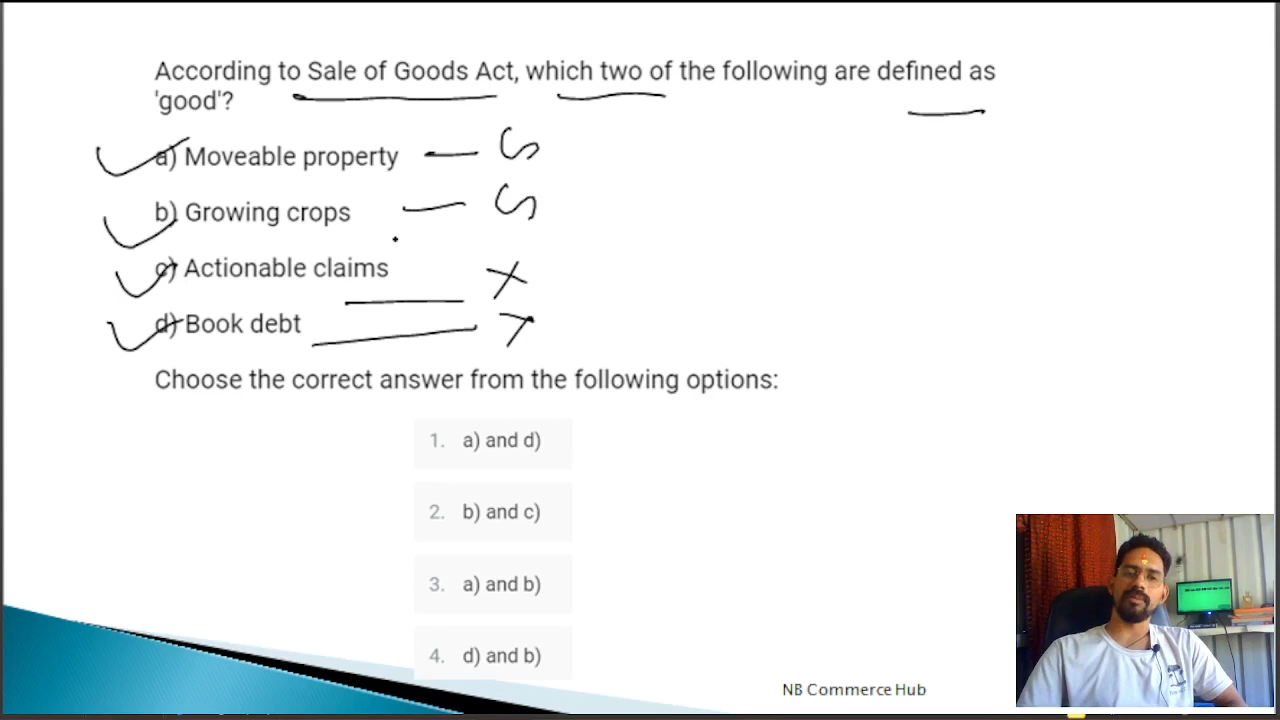 According to Sale of Goods Act, which two of the following are defined as
'good'?
a) Moveable property — G
b) Growing crops — G
c) Actionable claims X
d) Book debt X
Choose the correct answer from the following options:
1. a) and d)
2. b) and c)
3. a) and b)
4. d) and b)
NB Commerce Hub